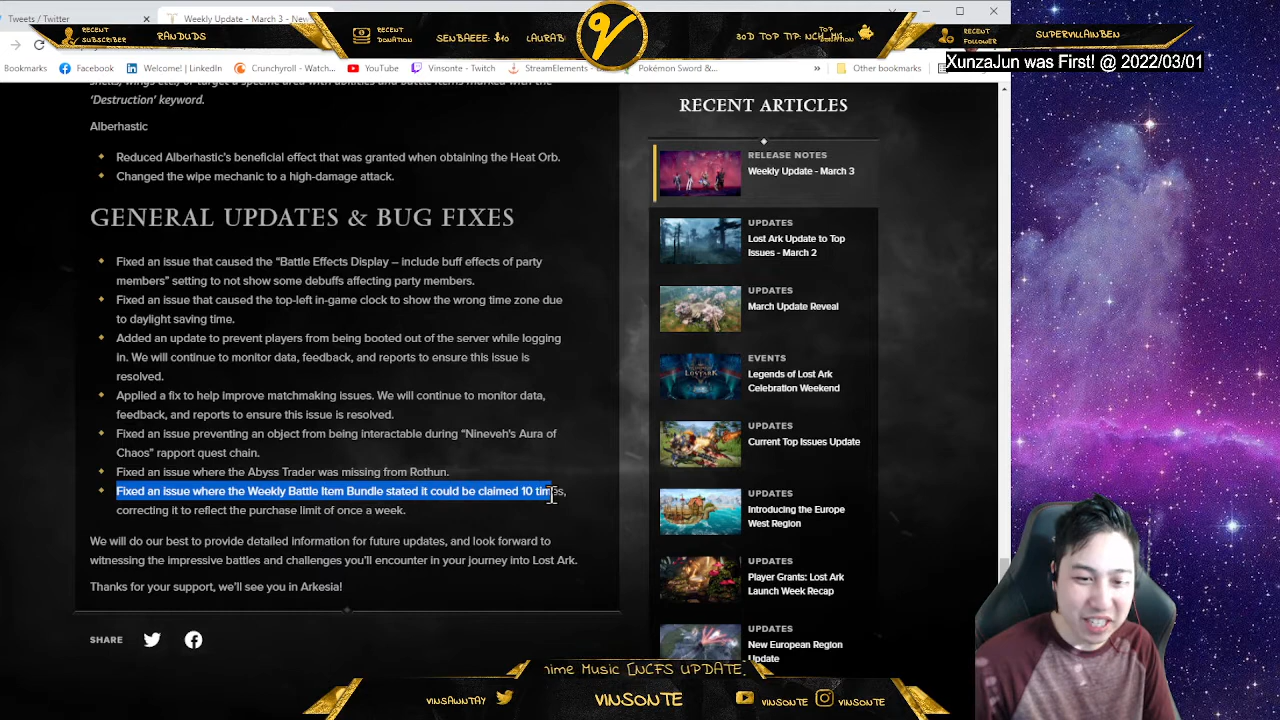 Tweets / Twitter
Weekly Update - March 3 - New
RECENT SUBSCRIBER
RANDUDS
RECENT DONATION
SENBAEEE: $40
LAURAB
30D TOP TIP:
RECENT FOLLOWER
SUPERVILLAINBEN
XunzaJun was First! @ 2022/03/01
Bookmarks
Facebook
Welcome! | LinkedIn
Crunchyroll - Watch...
YouTube
Vinsonte - Twitch
StreamElements -
Pokémon Sword &...
»
Other bookmarks
'Destruction' keyword.
Alberhastic
Reduced Alberhastic's beneficial effect that was granted when obtaining the Heat Orb.
Changed the wipe mechanic to a high-damage attack.
GENERAL UPDATES & BUG FIXES
Fixed an issue that caused the "Battle Effects Display – include buff effects of party
members" setting to not show some debuffs affecting party members.
Fixed an issue that caused the top-left in-game clock to show the wrong time zone due
to daylight saving time.
Added an update to prevent players from being booted out of the server while logging
in. We will continue to monitor data, feedback, and reports to ensure this issue is
resolved.
Applied a fix to help improve matchmaking issues. We will continue to monitor data,
feedback, and reports to ensure this issue is resolved.
Fixed an issue preventing an object from being interactable during "Nineveh's Aura of
Chaos" rapport quest chain.
Fixed an issue where the Abyss Trader was missing from Rothun.
Fixed an issue where the Weekly Battle Item Bundle stated it could be claimed 10 times,
correcting it to reflect the purchase limit of once a week.
We will do our best to provide detailed information for future updates, and look forward to
witnessing the impressive battles and challenges you'll encounter in your journey into Lost Ark.
Thanks for your support, we'll see you in Arkesia!
SHARE
RECENT ARTICLES
RELEASE NOTES
Weekly Update - March 3
UPDATES
Lost Ark Update to Top
Issues - March 2
UPDATES
March Update Reveal
EVENTS
Legends of Lost Ark
Celebration Weekend
UPDATES
Current Top Issues Update
UPDATES
Introducing the Europe
West Region
UPDATES
Player Grants: Lost Ark
Launch Week Recap
UPDATES
New European Region
Update
Music [NCFS UPDATE]
VINSAWNTAY
VINSONTE
VINSONTE
VINSONTE